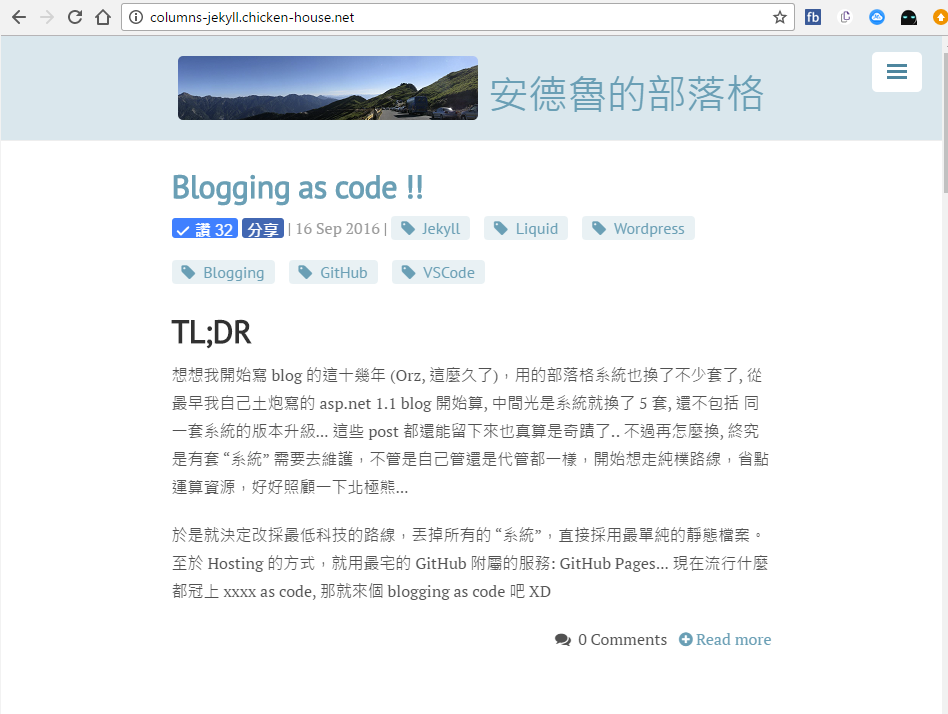 columns-jekyll.chicken-house.net
fb
安德魯的部落格
Blogging as code !!
讚 32 分享 | 16 Sep 2016 | Jekyll Liquid Wordpress
Blogging GitHub VSCode
TL;DR
想想我開始寫 blog 的這十幾年 (Orz, 這麼久了)，用的部落格系統也換了不少套了, 從
最早我自己土炮寫的 asp.net 1.1 blog 開始算, 中間光是系統就換了 5 套, 還不包括 同
一套系統的版本升級... 這些 post 都還能留下來也真算是奇蹟了.. 不過再怎麼換, 終究
是有套 “系統” 需要去維護，不管是自己管還是代管都一樣，開始想走純樸路線，省點
運算資源，好好照顧一下北極熊...
於是就決定改採最低科技的路線，丟掉所有的 “系統”，直接採用最單純的靜態檔案。
至於 Hosting 的方式，就用最宅的 GitHub 附屬的服務: GitHub Pages... 現在流行什麼
都冠上 xxxx as code, 那就來個 blogging as code 吧 XD
0 Comments Read more